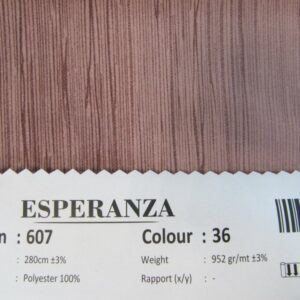 ESPERANZA
n : 607 Colour : 36
: 280cm ±3% Weight : 952 gr/mt ±3%
: Polyester 100% Rapport (x/y) : -